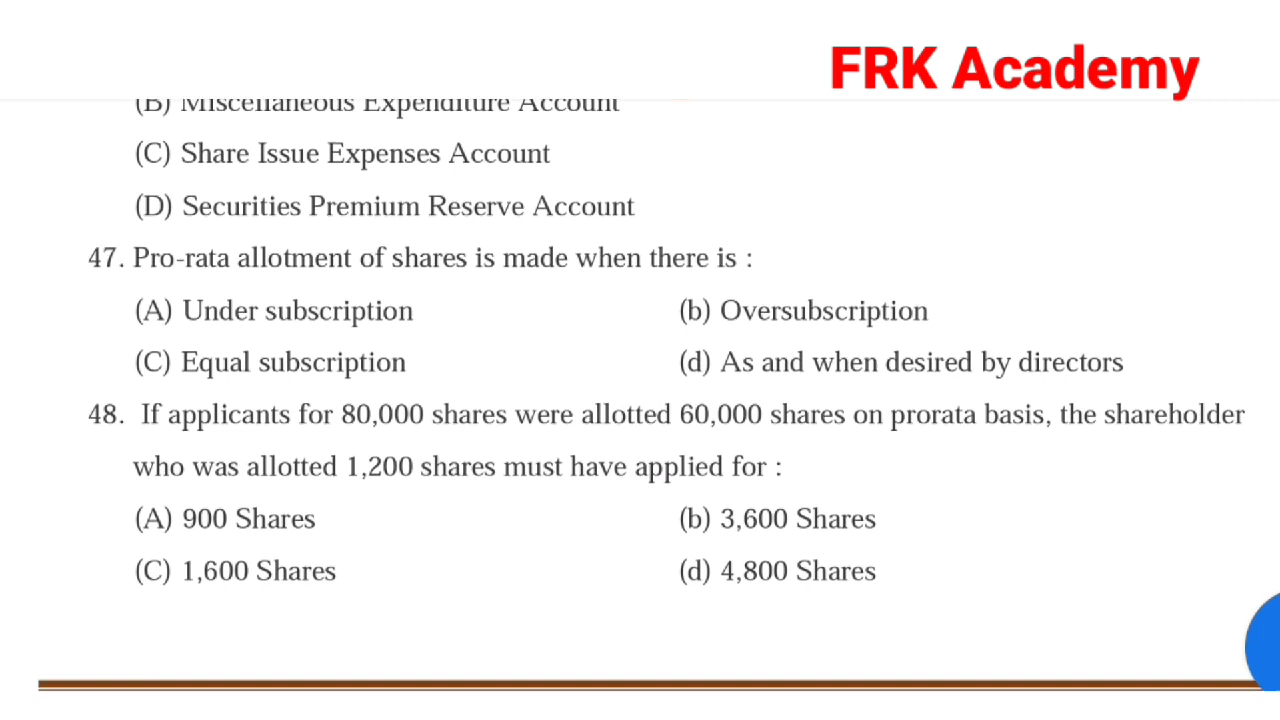 FRK Academy
(B) Miscellaneous Expenditure Account
(C) Share Issue Expenses Account
(D) Securities Premium Reserve Account
47. Pro-rata allotment of shares is made when there is :
(A) Under subscription (b) Oversubscription
(C) Equal subscription (d) As and when desired by directors
48. If applicants for 80,000 shares were allotted 60,000 shares on prorata basis, the shareholder
who was allotted 1,200 shares must have applied for :
(A) 900 Shares (b) 3,600 Shares
(C) 1,600 Shares (d) 4,800 Shares